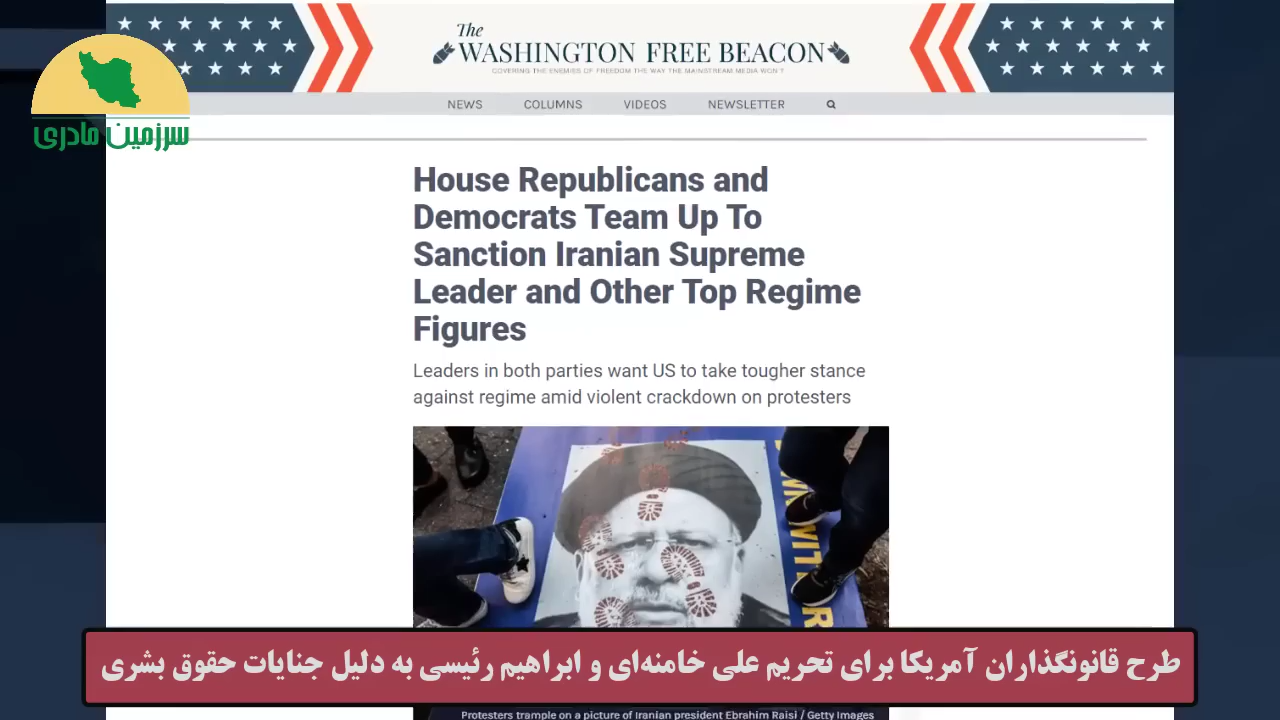 The
WASHINGTON FREE BEACON
COVERING THE ENEMIES OF FREEDOM THE WAY THE MAINSTREAM MEDIA WON'T
سرزمین مادری
NEWS COLUMNS VIDEOS NEWSLETTER
House Republicans and
Democrats Team Up To
Sanction Iranian Supreme
Leader and Other Top Regime
Figures
Leaders in both parties want US to take tougher stance
against regime amid violent crackdown on protesters
طرح قانونگذاران آمریکا برای تحریم علی خامنه‌ای و ابراهیم رئیسی به دلیل جنایات حقوق بشری
Protesters trample on a picture of Iranian president Ebrahim Raisi / Getty Images